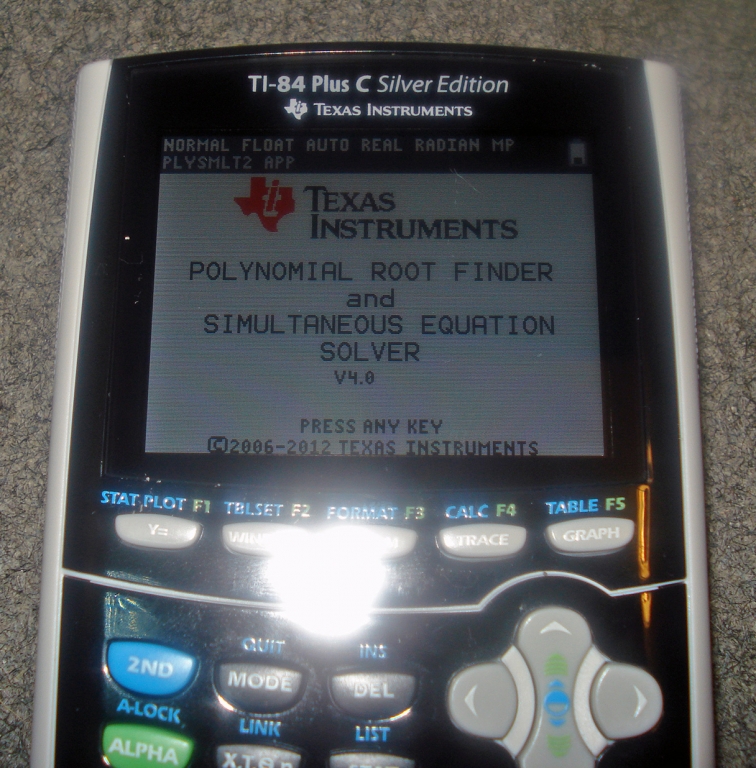 TI-84 Plus C Silver Edition
TEXAS INSTRUMENTS
NORMAL FLOAT AUTO REAL RADIAN MP
PLYSMLT2 APP
TEXAS
INSTRUMENTS
POLYNOMIAL ROOT FINDER
and
SIMULTANEOUS EQUATION
SOLVER
V4.0
PRESS ANY KEY
©2006-2012 TEXAS INSTRUMENTS
STAT PLOT F1 TBLSET F2 FORMAT F3 CALC F4 TABLE F5
Y= TRACE GRAPH
QUIT INS
2ND MODE DEL
A-LOCK LINK LIST
ALPHA X,T,θ,n